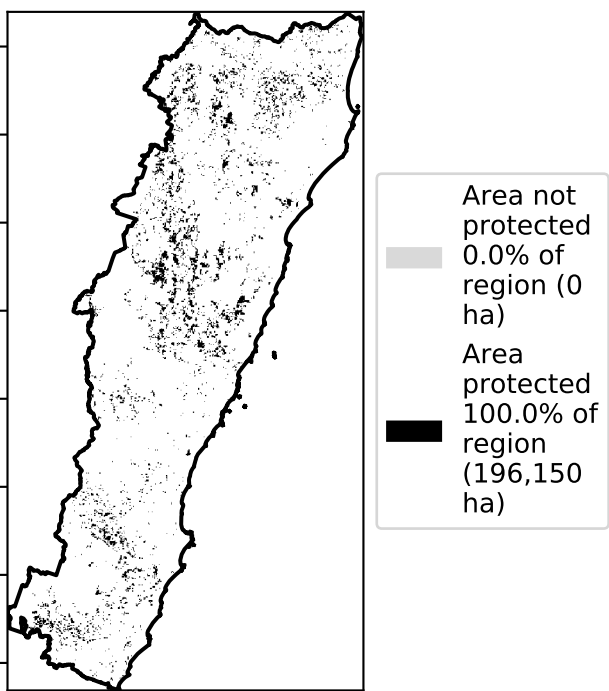 Area not
protected
0.0% of
region (0
ha)
Area
protected
100.0% of
region
(196,150
ha)